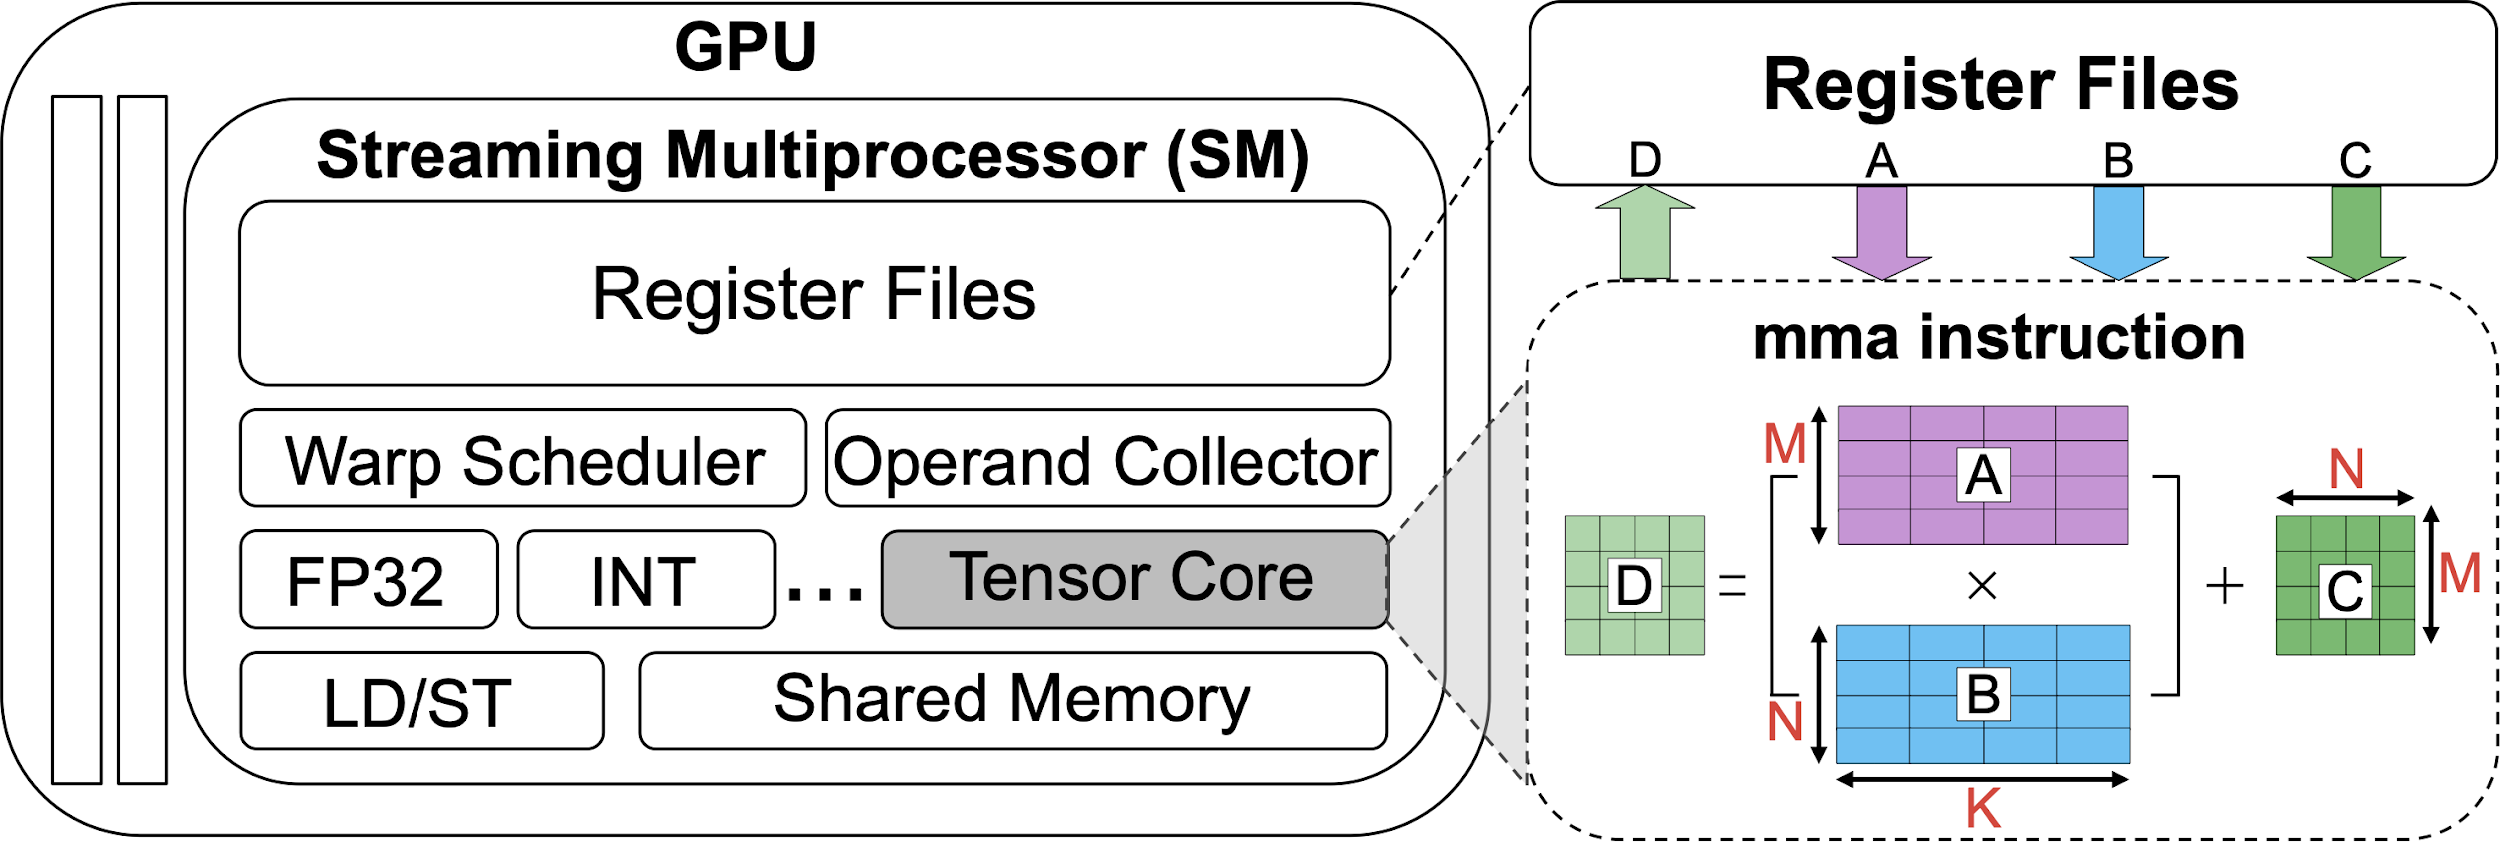 GPU
Streaming Multiprocessor (SM)
Register Files
Warp Scheduler
Operand Collector
FP32
INT
...
Tensor Core
LD/ST
Shared Memory
Register Files
D
A
B
C
mma instruction
M
A
N
D
=
×
+
C
M
N
B
K